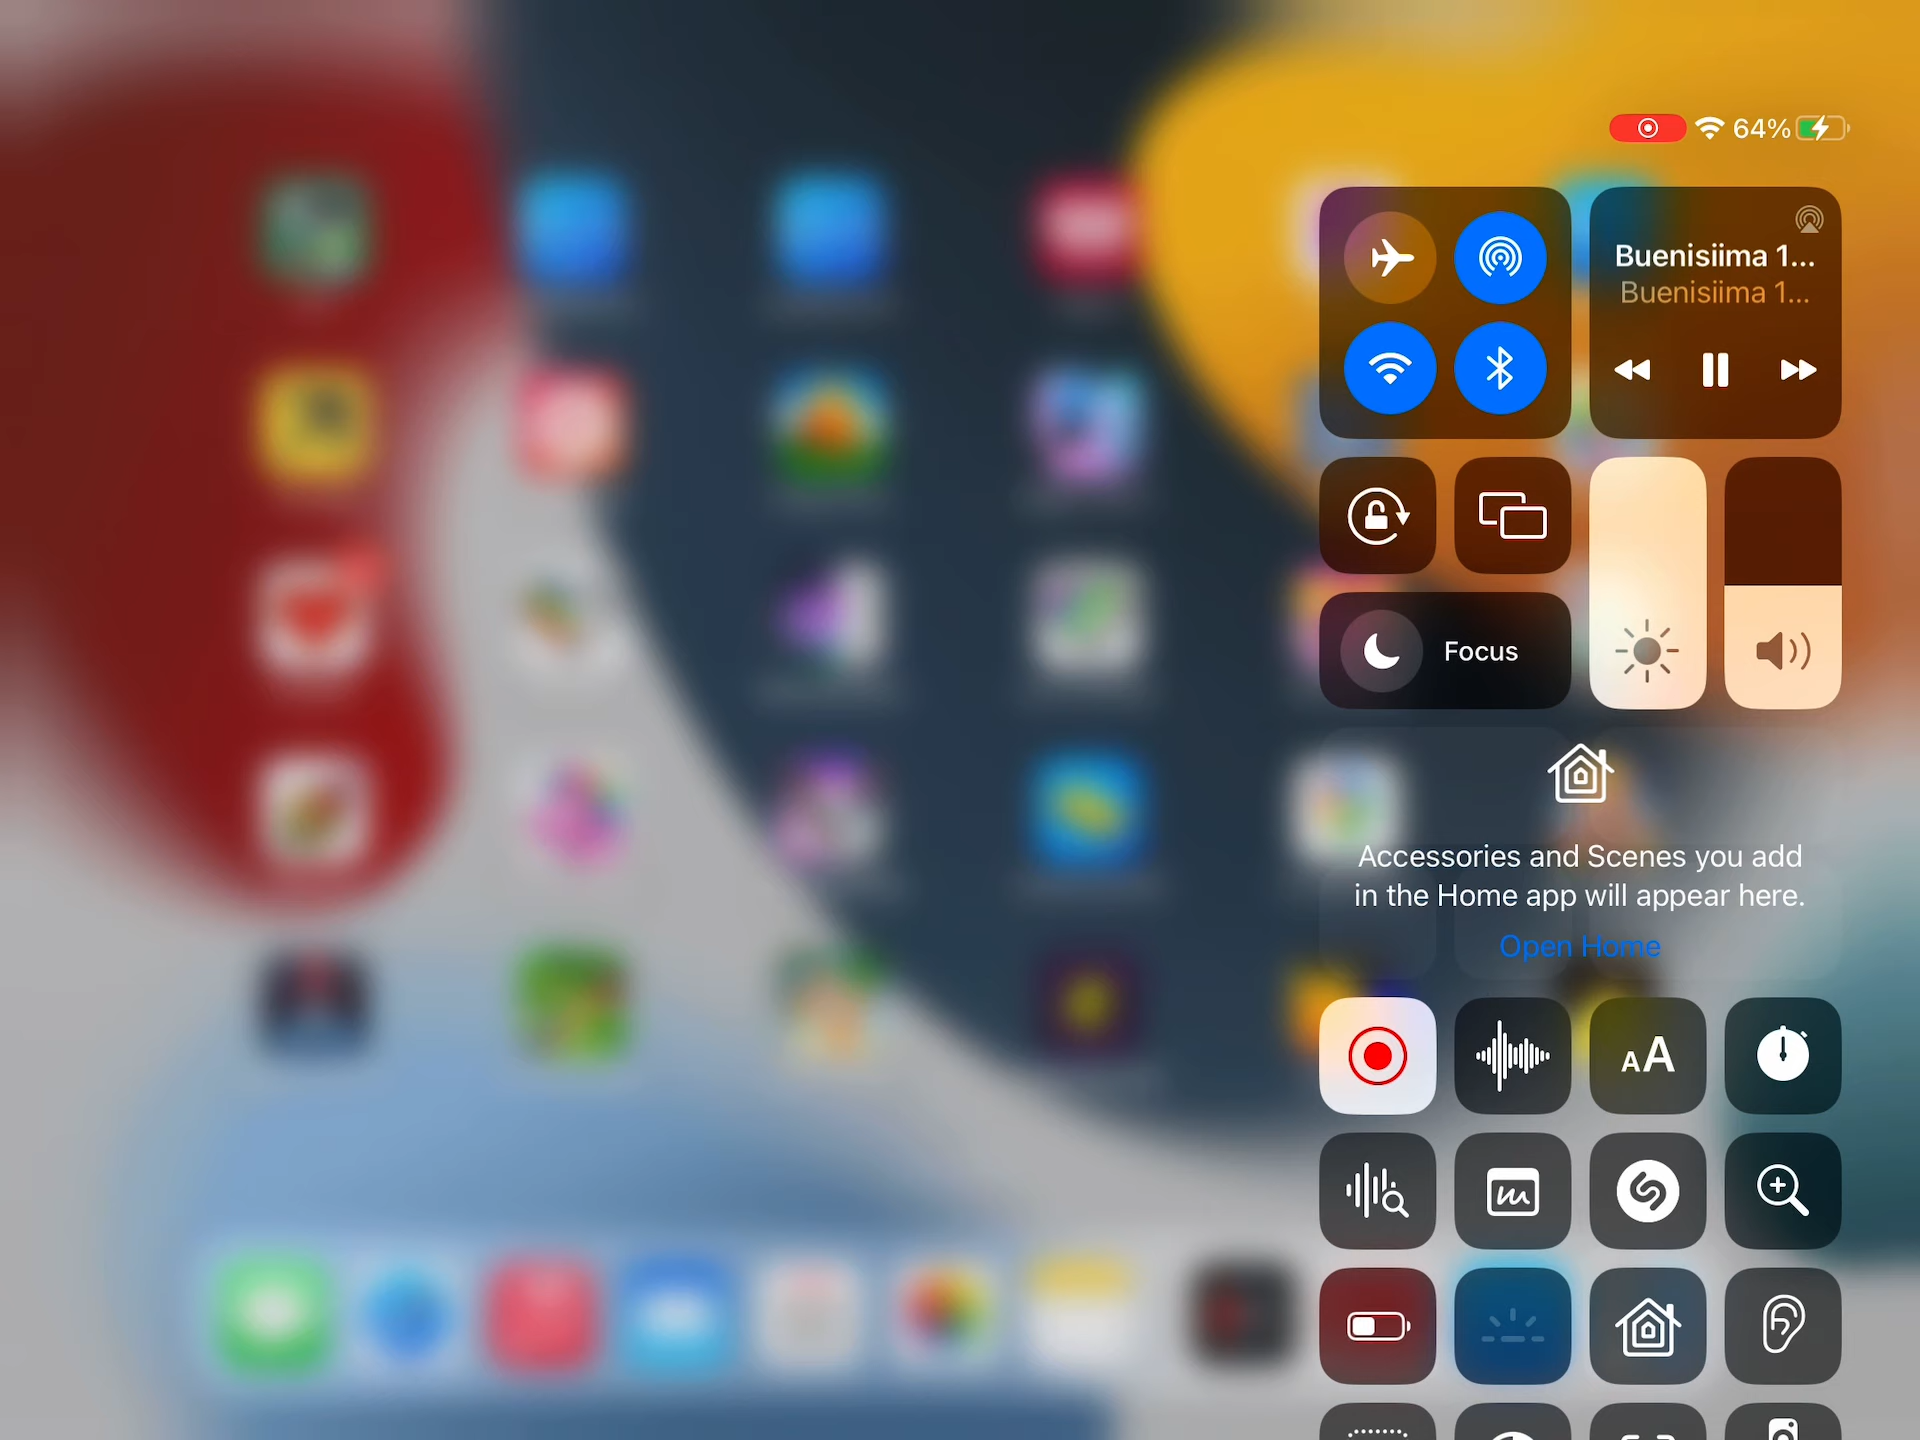 64%
Buenisiima 1...
Buenisiima 1...
Focus
Accessories and Scenes you add
in the Home app will appear here.
Open Home
AA